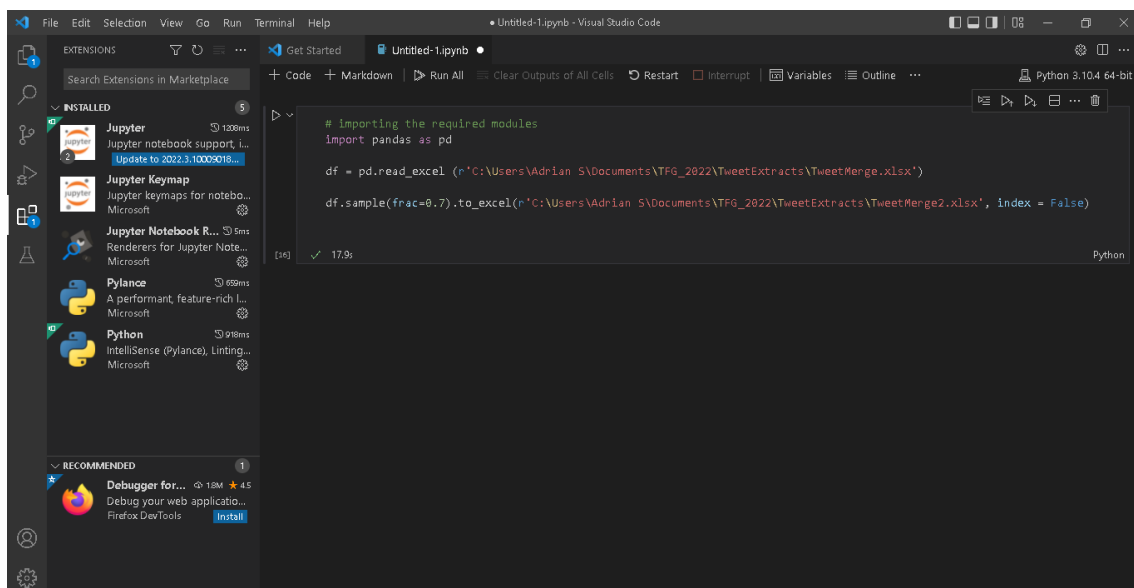 File Edit Selection View Go Run Terminal Help
● Untitled-1.ipynb - Visual Studio Code
EXTENSIONS
Get Started
Untitled-1.ipynb ●
Search Extensions in Marketplace
+ Code + Markdown Run All Clear Outputs of All Cells Restart Interrupt Variables Outline ...
Python 3.10.4 64-bit
INSTALLED 5
Jupyter 1208ms
Jupyter notebook support, i...
2
Update to 2022.3.10009018...
Jupyter Keymap
Jupyter keymaps for notebo...
Microsoft
Jupyter Notebook R... 5ms
Renderers for Jupyter Note...
Microsoft
Pylance 659ms
A performant, feature-rich l...
Microsoft
Python 918ms
IntelliSense (Pylance), Linting...
Microsoft
# importing the required modules
import pandas as pd
df = pd.read_excel (r'C:\Users\Adrian S\Documents\TFG_2022\TweetExtracts\TweetMerge.xlsx')
df.sample(frac=0.7).to_excel(r'C:\Users\Adrian S\Documents\TFG_2022\TweetExtracts\TweetMerge2.xlsx', index = False)
[16] ✓ 17.9s
Python
RECOMMENDED 1
Debugger for... 1.8M ★ 4.5
Debug your web applicatio...
Firefox DevTools Install